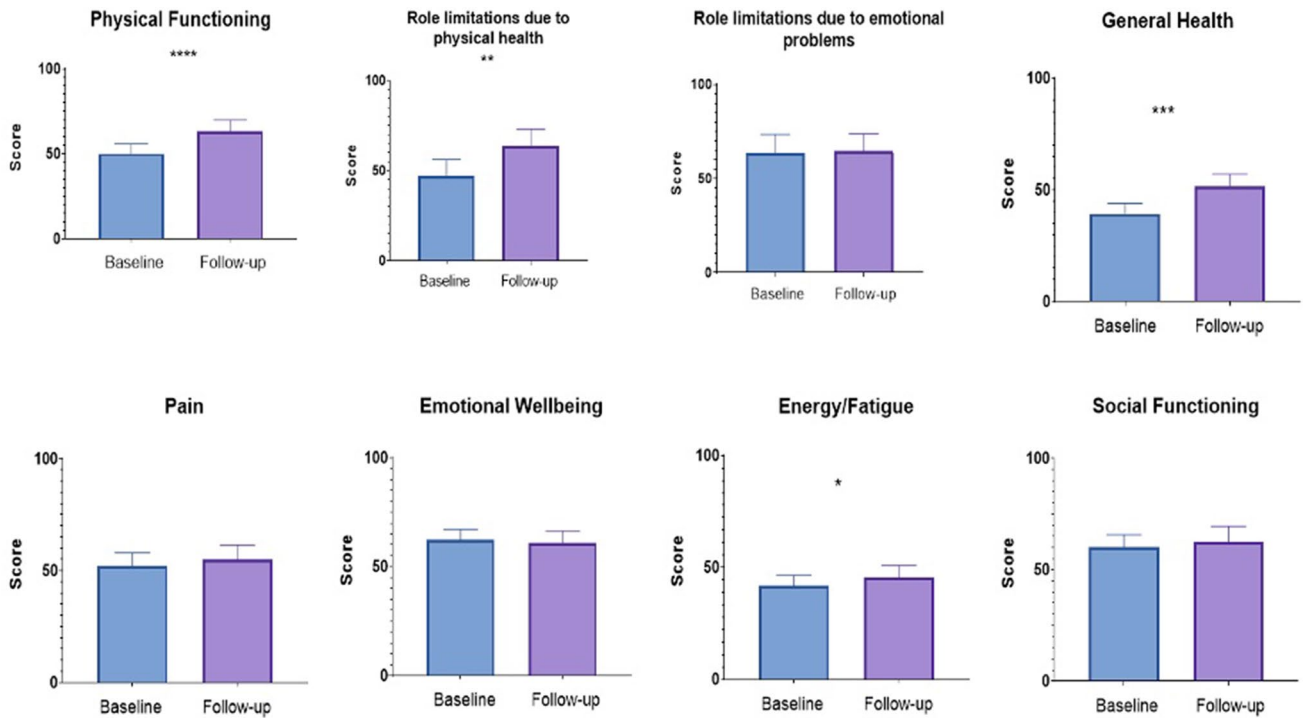 Physical Functioning
****
100
50
0
Score
Baseline Follow-up
Role limitations due to
physical health
**
100
50
0
Score
Baseline Follow-up
Role limitations due to emotional
problems
100
50
0
Score
Baseline Follow-up
General Health
***
100
50
0
Score
Baseline Follow-up
Pain
100
50
0
Score
Baseline Follow-up
Emotional Wellbeing
100
50
0
Score
Baseline Follow-up
Energy/Fatigue
*
100
50
0
Score
Baseline Follow-up
Social Functioning
100
50
0
Score
Baseline Follow-up